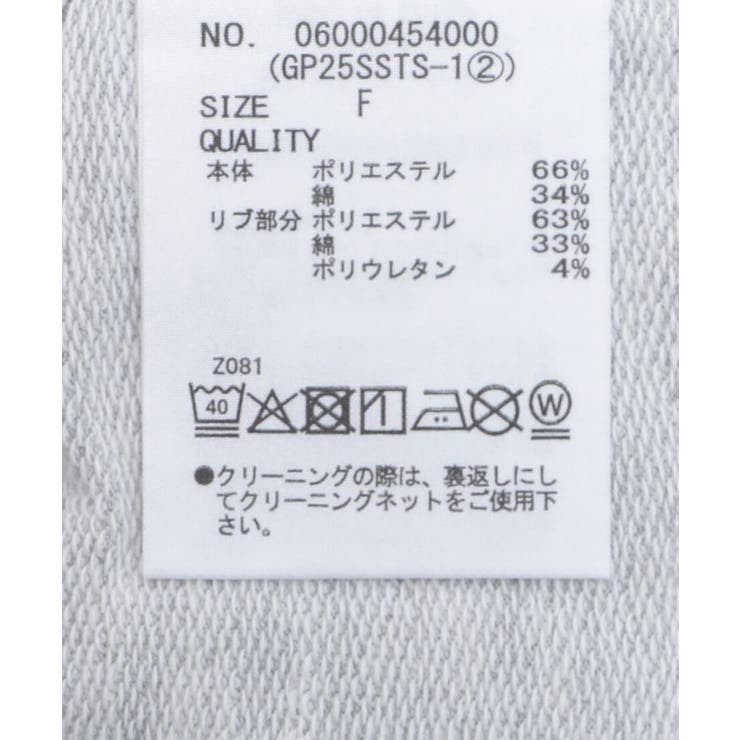 NO. 06000454000
(GP25SSTS-1②)
SIZE F
QUALITY
本体 ポリエステル 66%
綿 34%
リブ部分 ポリエステル 63%
綿 33%
ポリウレタン 4%
Z081
40 W
●クリーニングの際は、裏返しにし
てクリーニングネットをご使用下
さい。